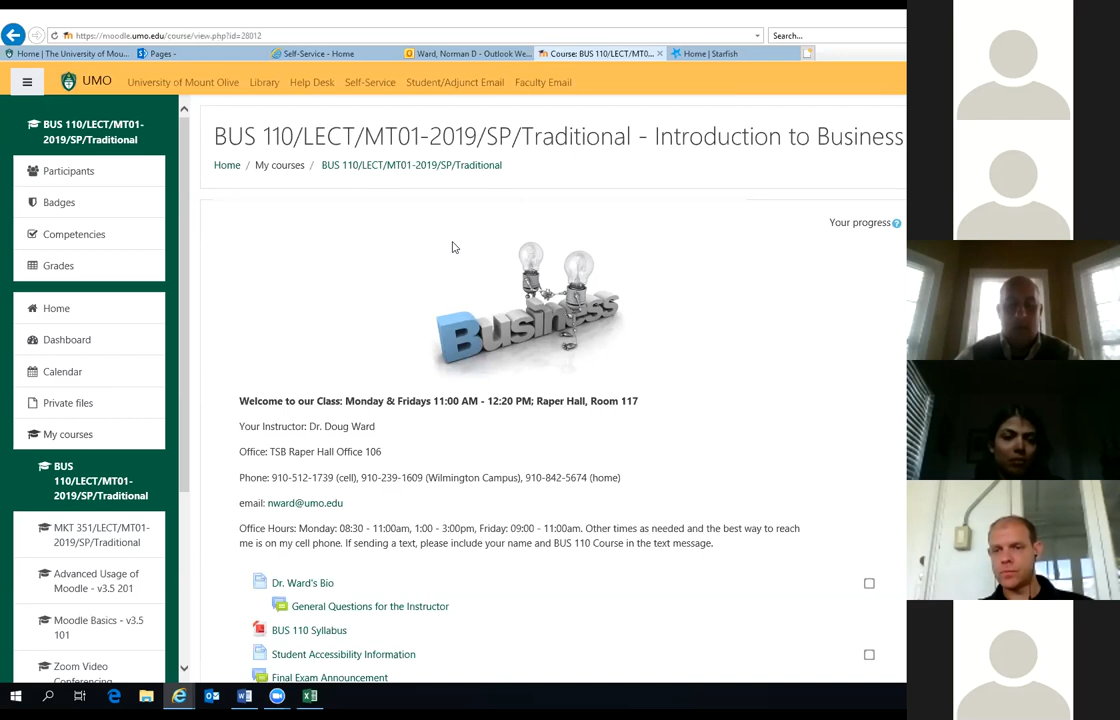 https://moodle.umo.edu/course/view.php?id=28012
Search...
Home | The University of Mou...
Pages -
Self-Service - Home
Ward, Norman D - Outlook We...
Course: BUS 110/LECT/MT0...
Home | Starfish
UMO
University of Mount Olive
Library
Help Desk
Self-Service
Student/Adjunct Email
Faculty Email
BUS 110/LECT/MT01-
2019/SP/Traditional
Participants
Badges
Competencies
Grades
Home
Dashboard
Calendar
Private files
My courses
BUS
110/LECT/MT01-
2019/SP/Traditional
MKT 351/LECT/MT01-
2019/SP/Traditional
Advanced Usage of
Moodle - v3.5 201
Moodle Basics - v3.5
101
Zoom Video
Conferencing
BUS 110/LECT/MT01-2019/SP/Traditional - Introduction to Business
Home / My courses / BUS 110/LECT/MT01-2019/SP/Traditional
Your progress
Business
Welcome to our Class: Monday & Fridays 11:00 AM - 12:20 PM; Raper Hall, Room 117
Your Instructor: Dr. Doug Ward
Office: TSB Raper Hall Office 106
Phone: 910-512-1739 (cell), 910-239-1609 (Wilmington Campus), 910-842-5674 (home)
email: nward@umo.edu
Office Hours: Monday: 08:30 - 11:00am, 1:00 - 3:00pm, Friday: 09:00 - 11:00am. Other times as needed and the best way to reach
me is on my cell phone. If sending a text, please include your name and BUS 110 Course in the text message.
Dr. Ward's Bio
General Questions for the Instructor
BUS 110 Syllabus
Student Accessibility Information
Final Exam Announcement